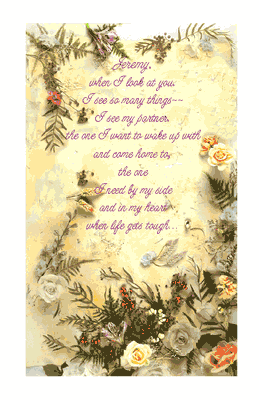 Jeremy,
when I look at you,
I see so many things--
I see my partner,
the one I want to wake up with
and come home to,
the one
I need by my side
and in my heart
when life gets tough...